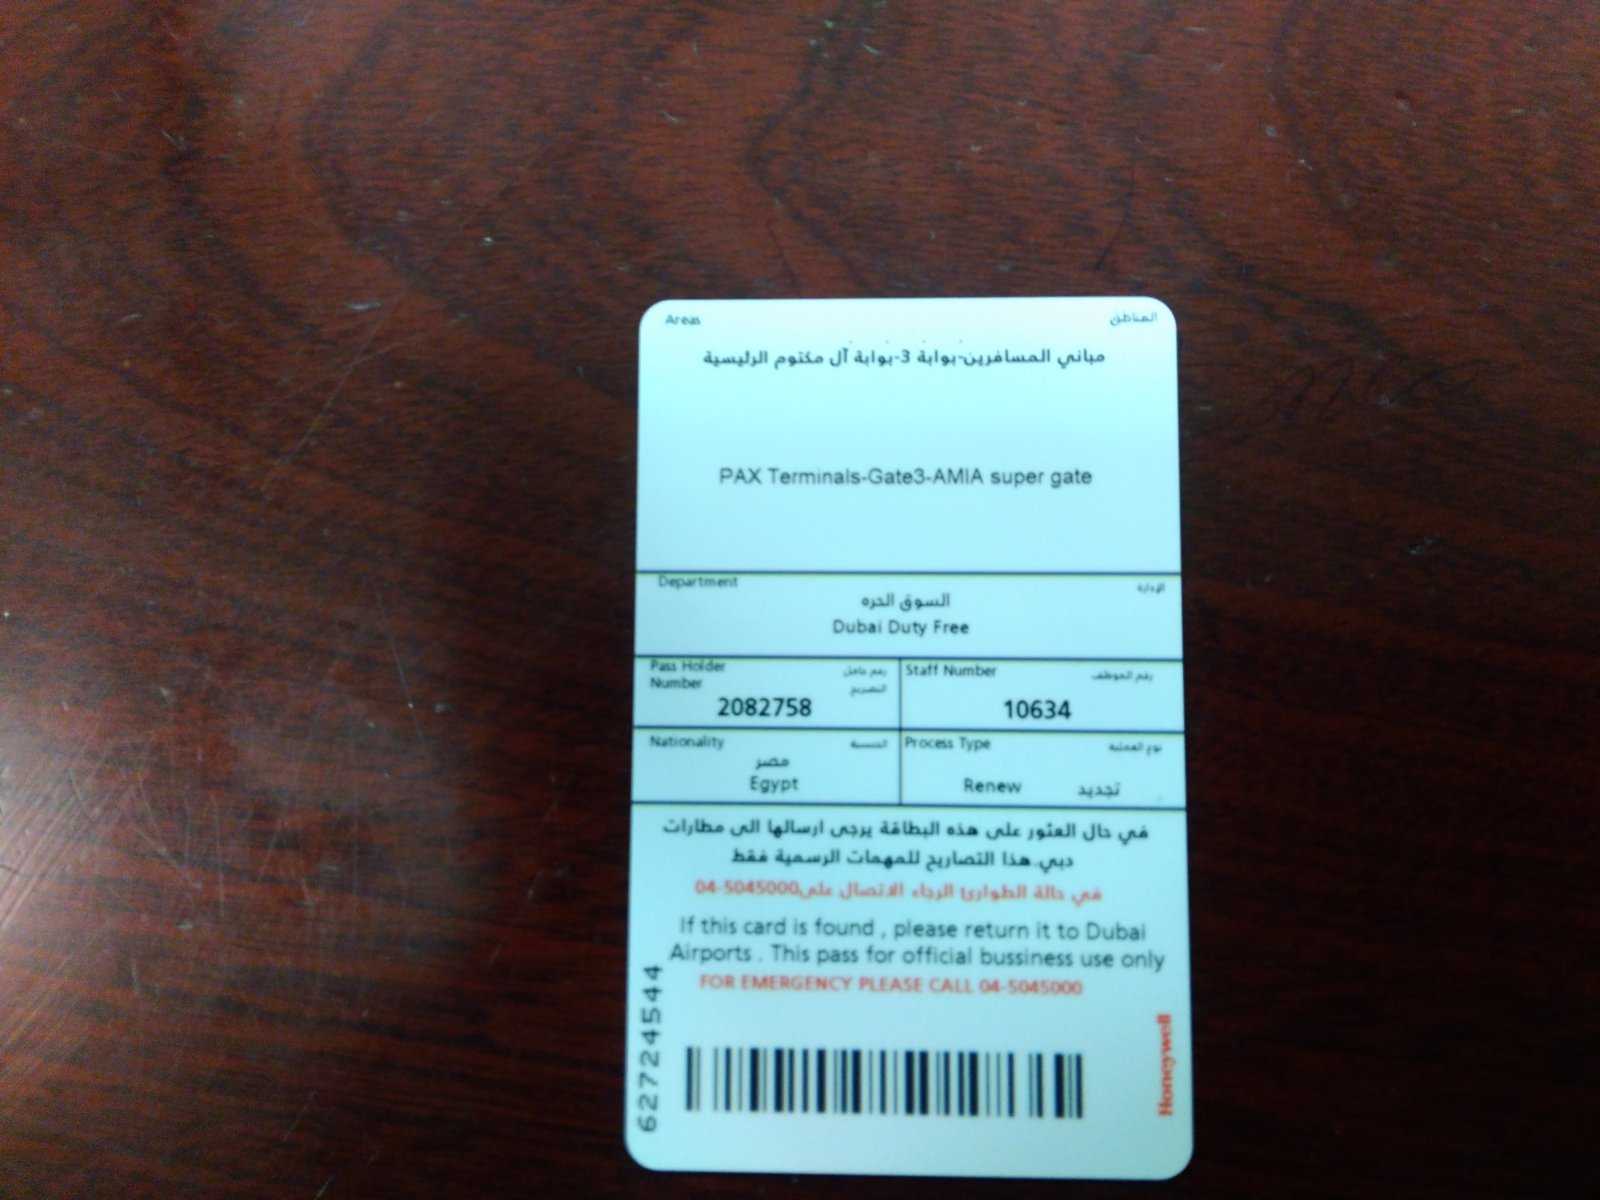 Areas المناطق
مباني المسافرين-بوابة 3-بوابة آل مكتوم الرئيسية
PAX Terminals-Gate3-AMIA super gate
Department الإدارة
السوق الحره
Dubai Duty Free
Pass Holder Number رقم حامل التصريح
2082758
Staff Number رقم الموظف
10634
Nationality الجنسية
مصر
Egypt
Process Type نوع العملية
Renew تجديد
في حال العثور على هذه البطاقة يرجى ارسالها الى مطارات
دبي. هذا التصاريح للمهمات الرسمية فقط
في حالة الطوارئ الرجاء الاتصال على04-5045000
If this card is found , please return it to Dubai
Airports . This pass for official bussiness use only
FOR EMERGENCY PLEASE CALL 04-5045000
62724544
Honeywell